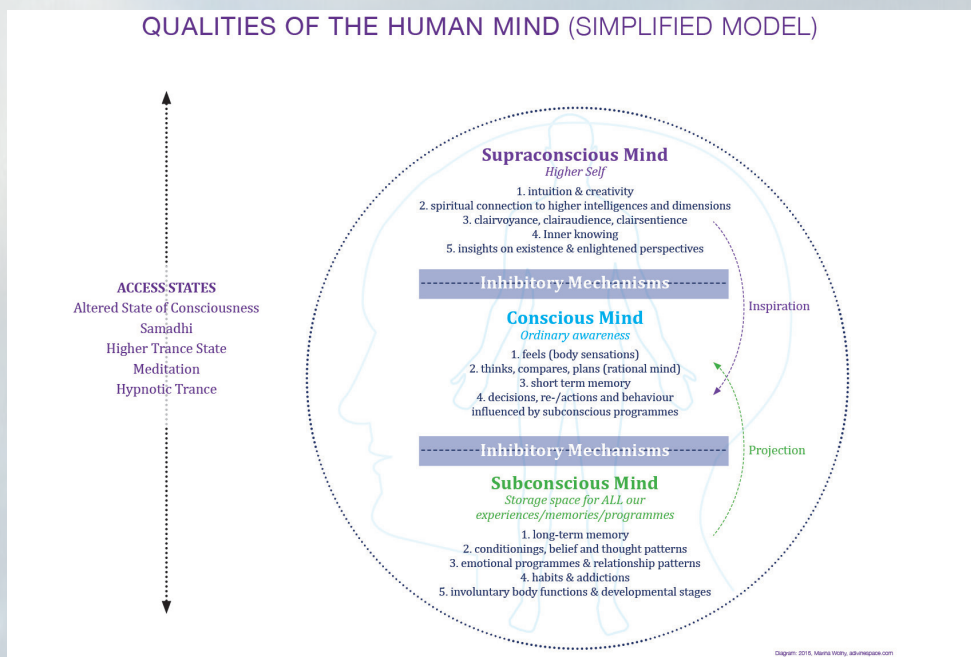 QUALITIES OF THE HUMAN MIND (SIMPLIFIED MODEL)
ACCESS STATES
Altered State of Consciousness
Samadhi
Higher Trance State
Meditation
Hypnotic Trance
Supraconscious Mind
Higher Self
1. intuition & creativity
2. spiritual connection to higher intelligences and dimensions
3. clairvoyance, clairaudience, clairsentience
4. Inner knowing
5. insights on existence & enlightened perspectives
Inhibitory Mechanisms
Inspiration
Conscious Mind
Ordinary awareness
1. feels (body sensations)
2. thinks, compares, plans (rational mind)
3. short term memory
4. decisions, re-/actions and behaviour
influenced by subconscious programmes
Inhibitory Mechanisms
Projection
Subconscious Mind
Storage space for ALL our
experiences/memories/programmes
1. long-term memory
2. conditionings, belief and thought patterns
3. emotional programmes & relationship patterns
4. habits & addictions
5. involuntary body functions & developmental stages
Diagram: 2016,